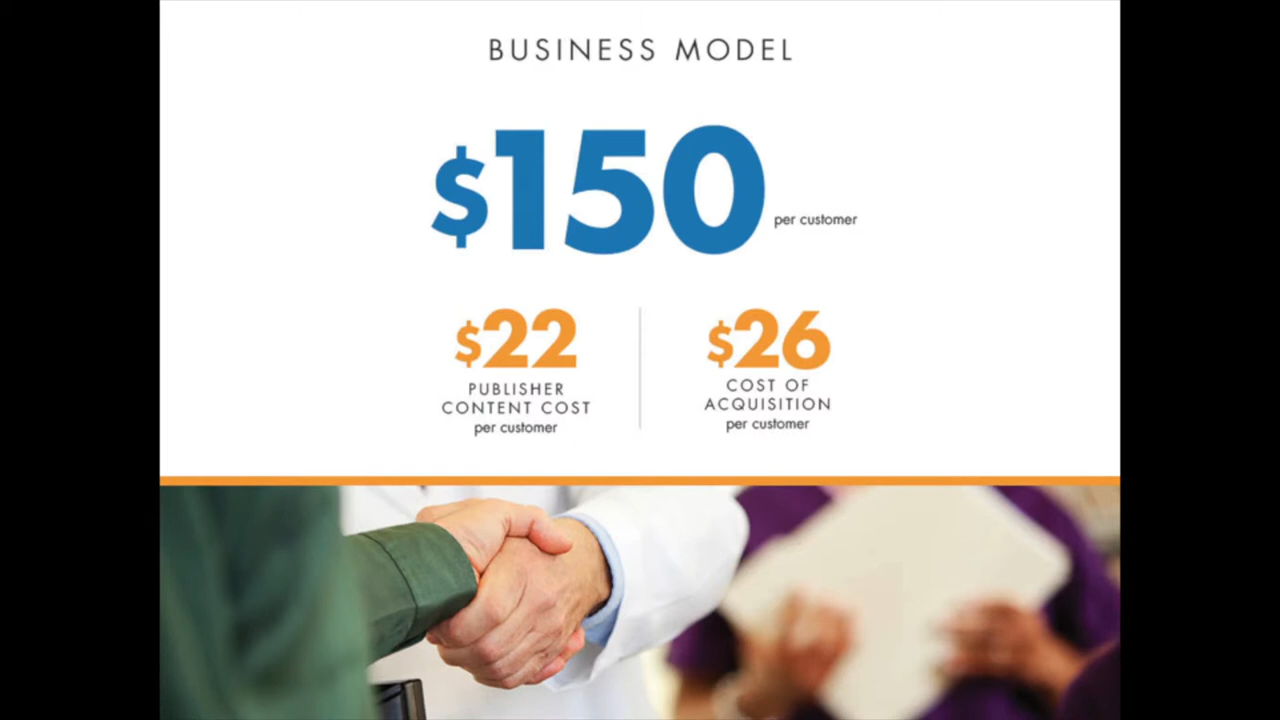 BUSINESS MODEL
$150 per customer
$22
PUBLISHER
CONTENT COST
per customer
$26
COST OF
ACQUISITION
per customer